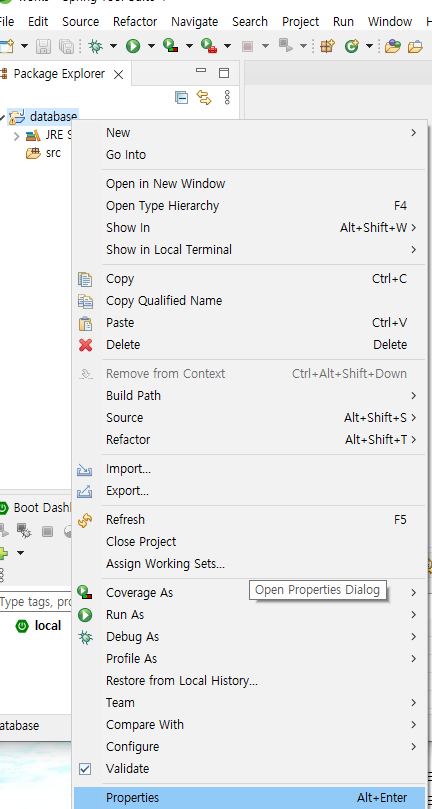 File Edit Source Refactor Navigate Search Project Run Window
Package Explorer
database
JRE S
src
New
Go Into
Open in New Window
Open Type Hierarchy F4
Show In Alt+Shift+W
Show in Local Terminal
Copy Ctrl+C
Copy Qualified Name
Paste Ctrl+V
Delete Delete
Remove from Context Ctrl+Alt+Shift+Down
Build Path
Source Alt+Shift+S
Refactor Alt+Shift+T
Import...
Export...
Boot Dash
Refresh F5
Close Project
Assign Working Sets...
Open Properties Dialog
Coverage As
Type tags, pro
Run As
local
Debug As
Profile As
Restore from Local History...
Team
atabase
Compare With
Configure
Validate
Properties Alt+Enter